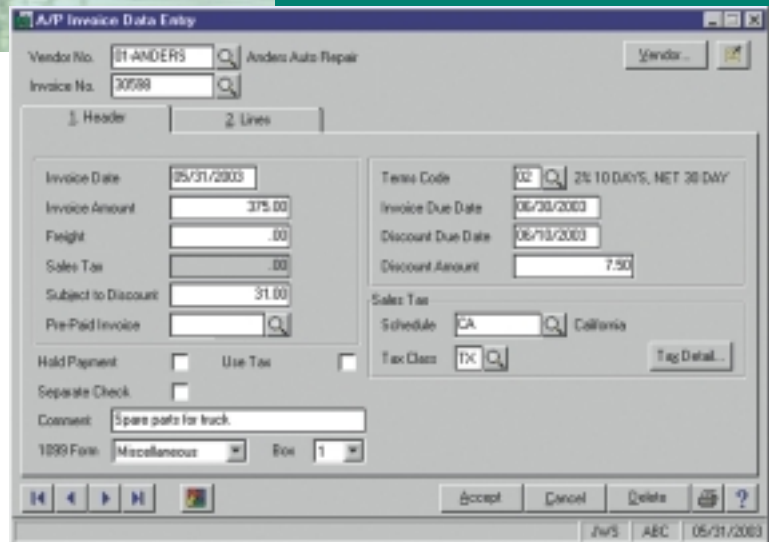 A/P Invoice Data Entry
Vendor No. 01-ANDERS Anders Auto Repair Vendor...
Invoice No. 30598
1. Header 2. Lines
Invoice Date 05/31/2003
Invoice Amount 375.00
Freight .00
Sales Tax .00
Subject to Discount 31.00
Pre-Paid Invoice
Hold Payment Use Tax
Separate Check
Comment Spare parts for truck
1099 Form Miscellaneous Box 1
Terms Code 02 2% 10 DAYS, NET 30 DAY
Invoice Due Date 06/30/2003
Discount Due Date 06/10/2003
Discount Amount 7.50
Sales Tax
Schedule CA California
Tax Class TX Tax Detail...
Accept Cancel Delete ?
JWS ABC 05/31/2003